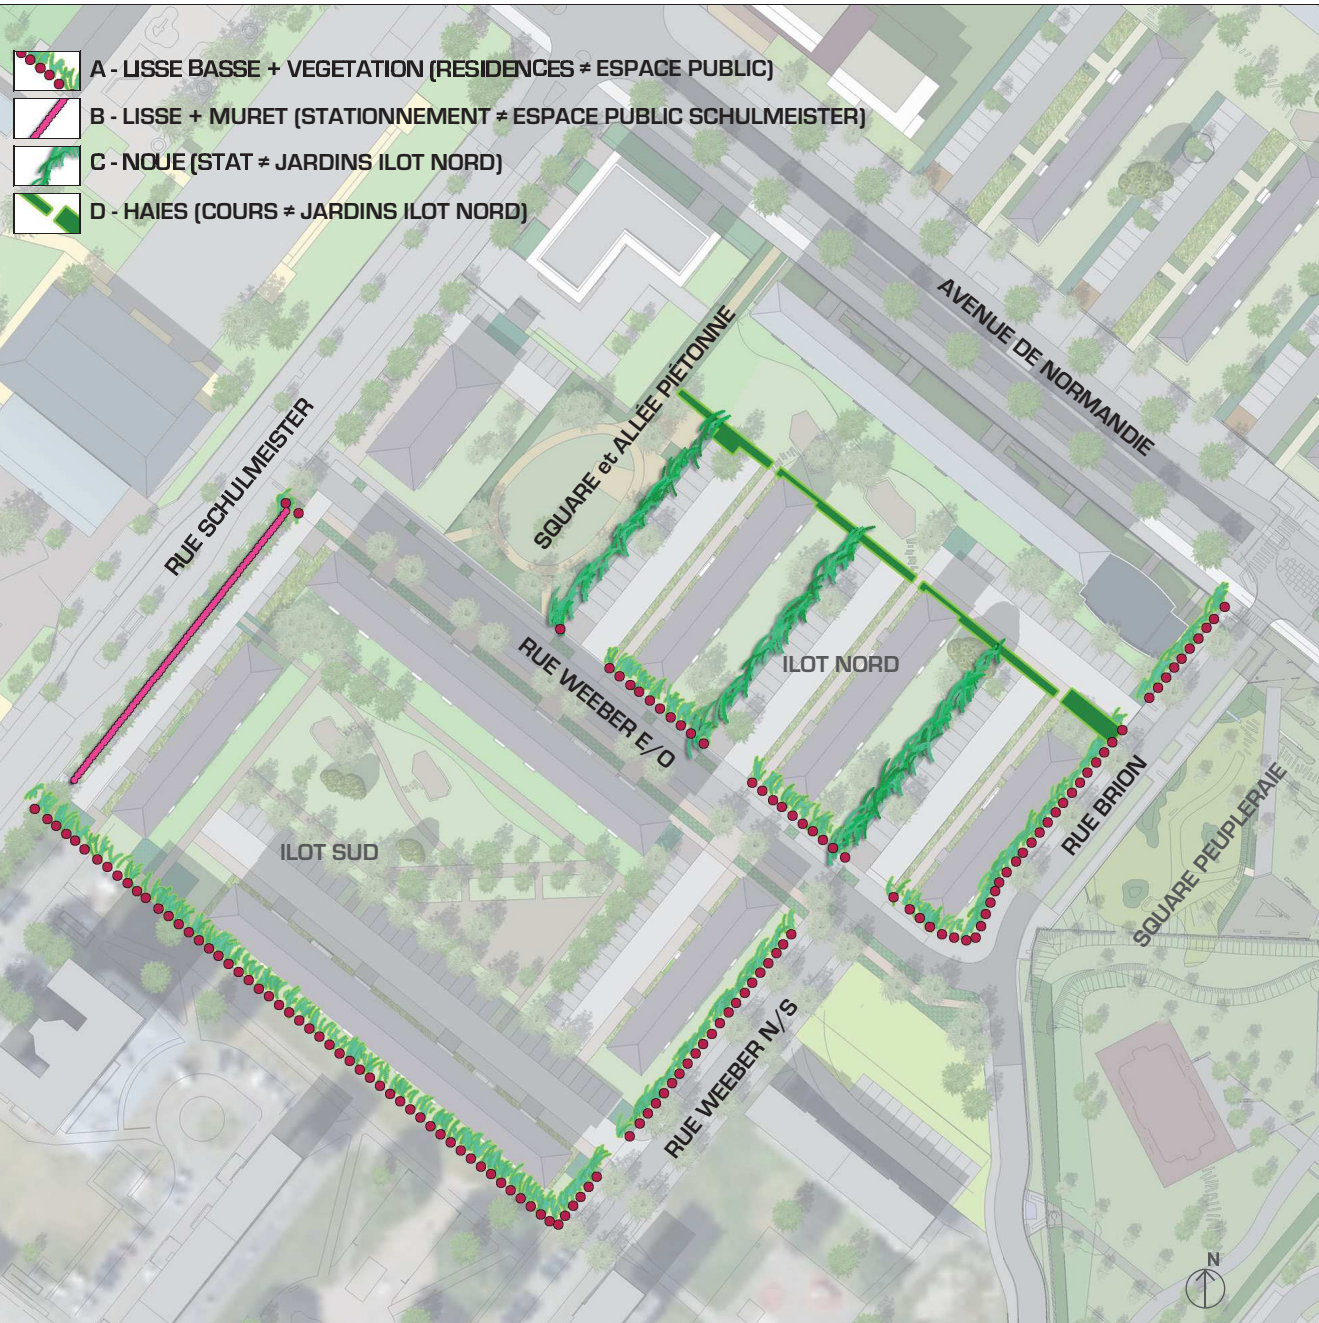 A - LISSE BASSE + VEGETATION (RESIDENCES ≠ ESPACE PUBLIC)
B - LISSE + MURET (STATIONNEMENT ≠ ESPACE PUBLIC SCHULMEISTER)
C - NOUE (STAT ≠ JARDINS ILOT NORD)
D - HAIES (COURS ≠ JARDINS ILOT NORD)
AVENUE DE NORMANDIE
SQUARE et ALLÉE PIÉTONNE
RUE SCHULMEISTER
RUE WEEBER E/O
ILOT NORD
RUE BRION
SQUARE PEUPLERAIE
ILOT SUD
RUE WEEBER N/S
N